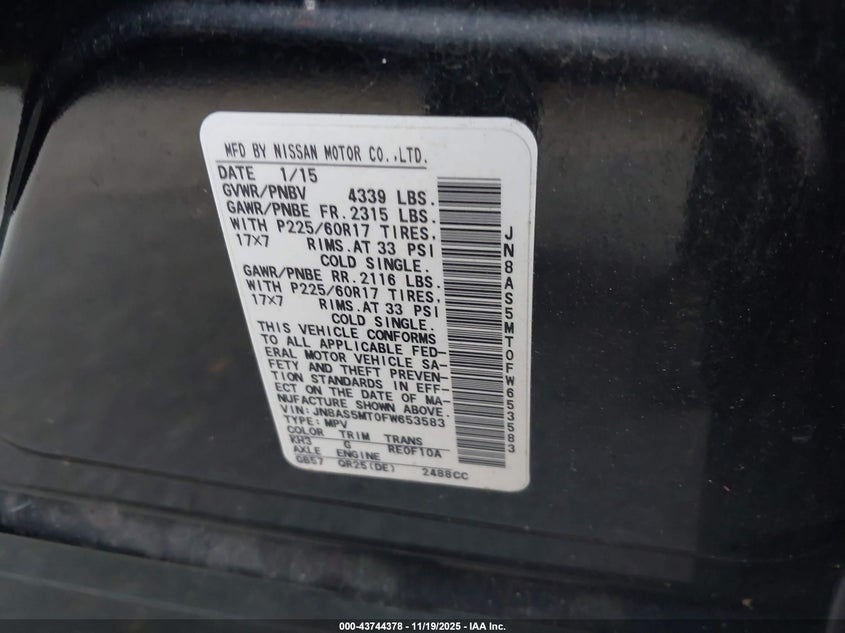 MFD BY NISSAN MOTOR CO.,LTD.
DATE 1/15
GVWR/PNBV 4339 LBS.
GAWR/PNBE FR. 2315 LBS.
WITH P225/60R17 TIRES,
17×7 RIMS. AT 33 PSI
COLD SINGLE.
GAWR/PNBE RR. 2116 LBS.
WITH P225/60R17 TIRES,
17×7 RIMS. AT 33 PSI
COLD SINGLE.
THIS VEHICLE CONFORMS
TO ALL APPLICABLE FED-
ERAL MOTOR VEHICLE SA-
FETY AND THEFT PREVEN-
TION STANDARDS IN EFF-
ECT ON THE DATE OF MA-
NUFACTURE SHOWN ABOVE.
VIN: JN8AS5MT0FW653583
TYPE: MPV
COLOR TRIM TRANS
KH3 G RE0F10A
AXLE ENGINE
GB57 QR25(DE) 2488CC
JN8AS5MT0FW653583
000-43744378 - 11/19/2025 - IAA Inc.